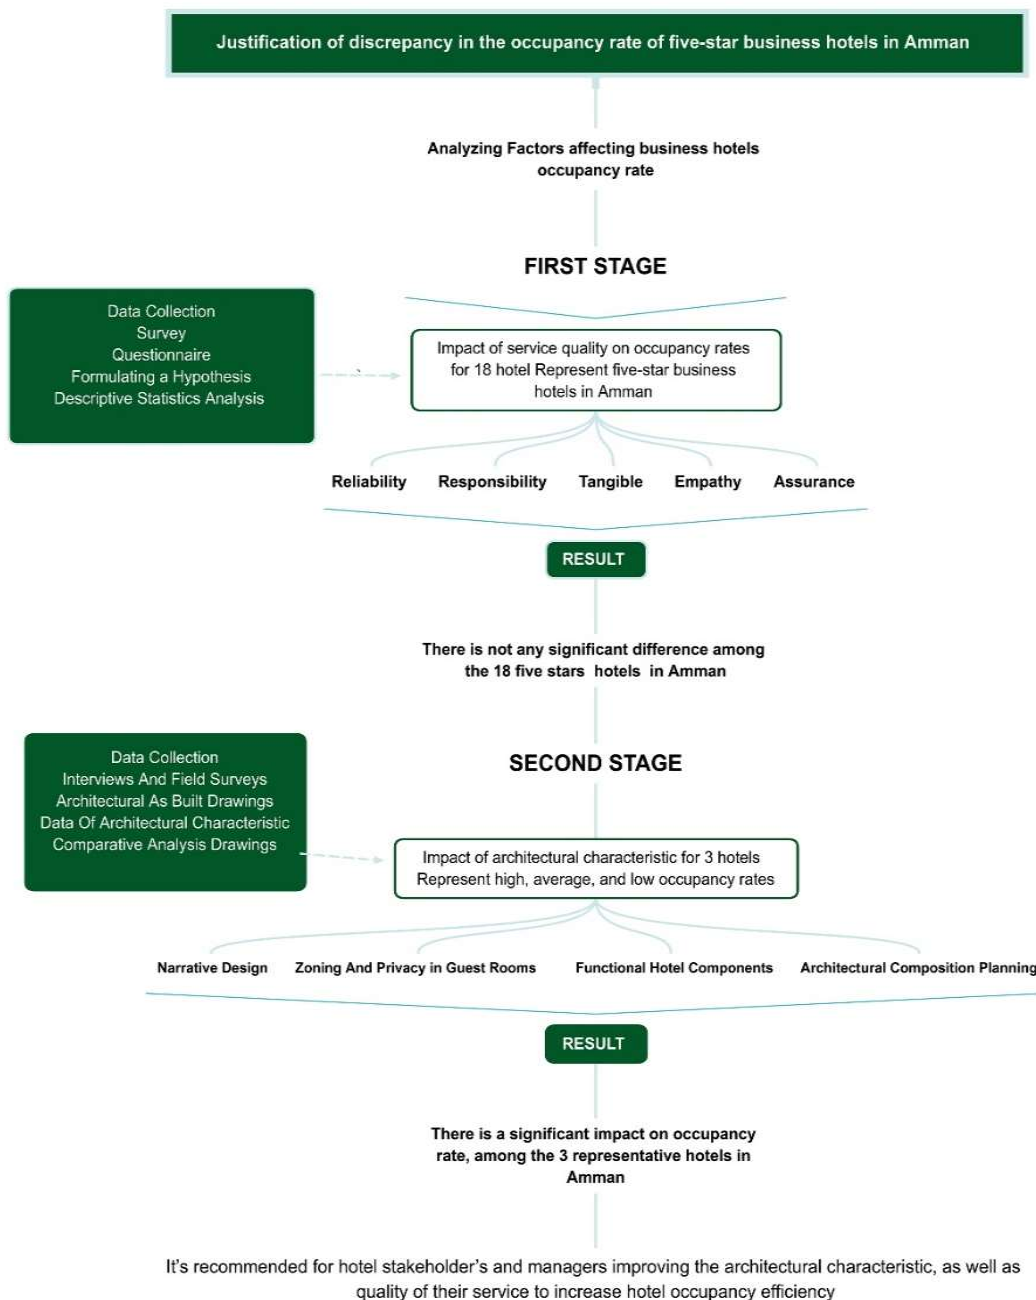 Justification of discrepancy in the occupancy rate of five-star business hotels in Amman
Analyzing Factors affecting business hotels
occupancy rate
FIRST STAGE
Data Collection
Survey
Questionnaire
Formulating a Hypothesis
Descriptive Statistics Analysis
Impact of service quality on occupancy rates
for 18 hotel Represent five-star business
hotels in Amman
Reliability Responsibility Tangible Empathy Assurance
RESULT
There is not any significant difference among
the 18 five stars hotels in Amman
SECOND STAGE
Data Collection
Interviews And Field Surveys
Architectural As Built Drawings
Data Of Architectural Characteristic
Comparative Analysis Drawings
Impact of architectural characteristic for 3 hotels
Represent high, average, and low occupancy rates
Narrative Design Zoning And Privacy in Guest Rooms Functional Hotel Components Architectural Composition Planning
RESULT
There is a significant impact on occupancy
rate, among the 3 representative hotels in
Amman
It's recommended for hotel stakeholder's and managers improving the architectural characteristic, as well as
quality of their service to increase hotel occupancy efficiency